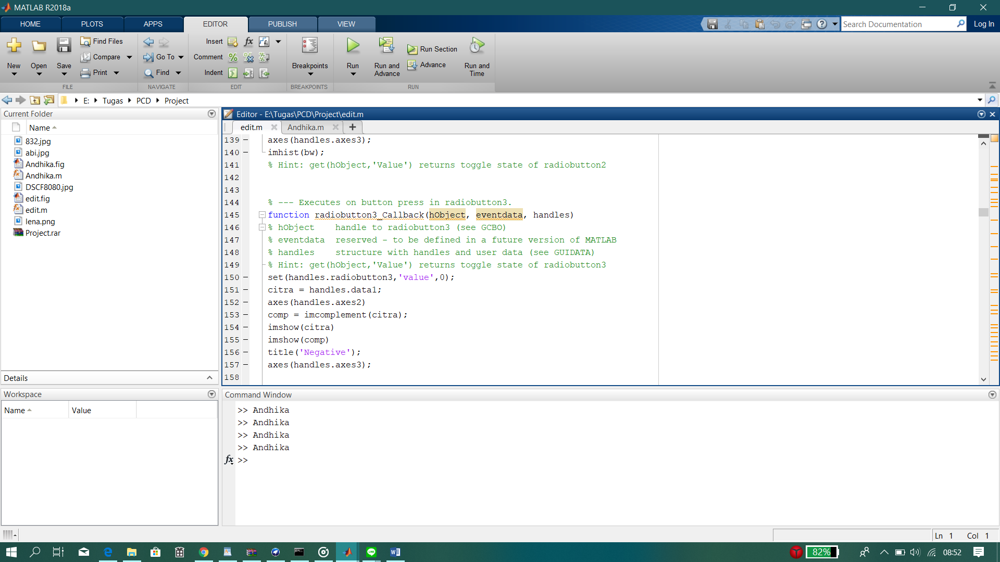 MATLAB R2018a
HOME PLOTS APPS EDITOR PUBLISH VIEW
Search Documentation
Log In
New Open Save
Find Files
Compare
Print
Go To
Find
Insert
Comment
Indent
Breakpoints
Run
Run and Advance
Run Section
Advance
Run and Time
FILE NAVIGATE EDIT BREAKPOINTS RUN
E: Tugas PCD Project
Current Folder
Name
832.jpg
abi.jpg
Andhika.fig
Andhika.m
DSCF8080.jpg
edit.fig
edit.m
lena.png
Project.rar
Details
Workspace
Name Value
Editor - E:\Tugas\PCD\Project\edit.m
edit.m Andhika.m
139 axes(handles.axes3);
140 imhist(bw);
141 % Hint: get(hObject,'Value') returns toggle state of radiobutton2
142
143
144 % --- Executes on button press in radiobutton3.
145 function radiobutton3_Callback(hObject, eventdata, handles)
146 % hObject    handle to radiobutton3 (see GCBO)
147 % eventdata  reserved - to be defined in a future version of MATLAB
148 % handles    structure with handles and user data (see GUIDATA)
149 % Hint: get(hObject,'Value') returns toggle state of radiobutton3
150 set(handles.radiobutton3,'value',0);
151 citra = handles.data1;
152 axes(handles.axes2)
153 comp = imcomplement(citra);
154 imshow(citra)
155 imshow(comp)
156 title('Negative');
157 axes(handles.axes3);
158
Command Window
>> Andhika
>> Andhika
>> Andhika
>> Andhika
fx >>
Ln 1 Col 1
82%
08:52